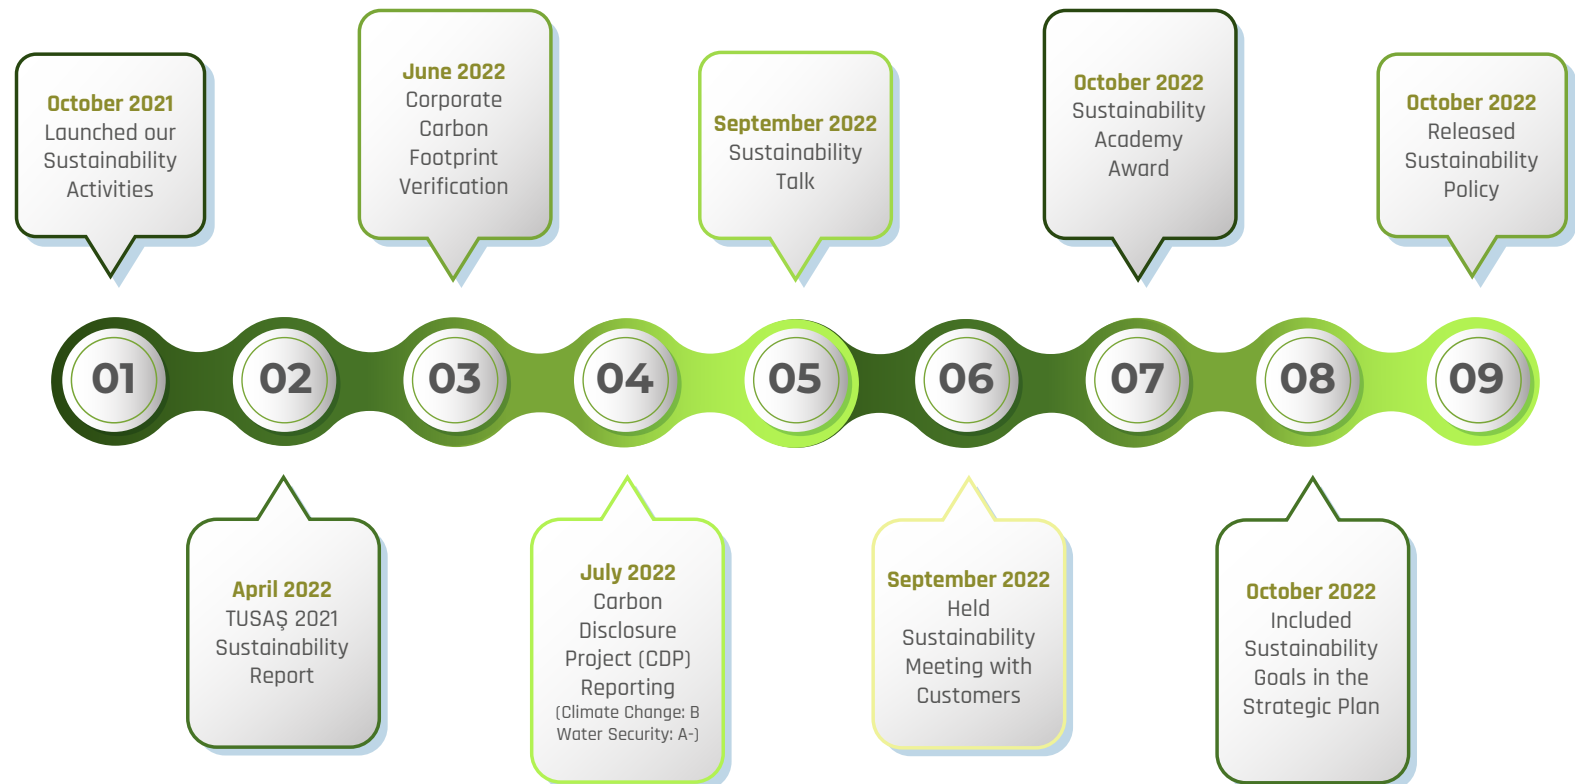 October 2021
Launched our
Sustainability
Activities
June 2022
Corporate
Carbon
Footprint
Verification
September 2022
Sustainability
Talk
October 2022
Sustainability
Academy
Award
October 2022
Released
Sustainability
Policy
01
02
03
04
05
06
07
08
09
April 2022
TUSAŞ 2021
Sustainability
Report
July 2022
Carbon
Disclosure
Project (CDP)
Reporting
(Climate Change: B
Water Security: A-)
September 2022
Held
Sustainability
Meeting with
Customers
October 2022
Included
Sustainability
Goals in the
Strategic Plan